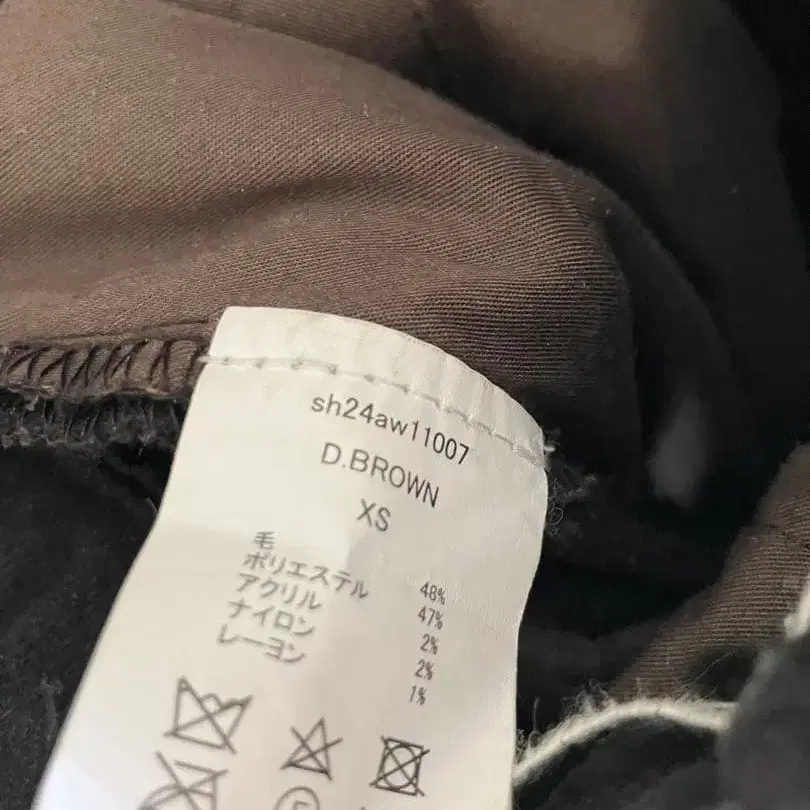 sh24aw11007
D.BROWN
XS
毛 48%
ポリエステル 47%
アクリル 2%
ナイロン 2%
レーヨン 1%